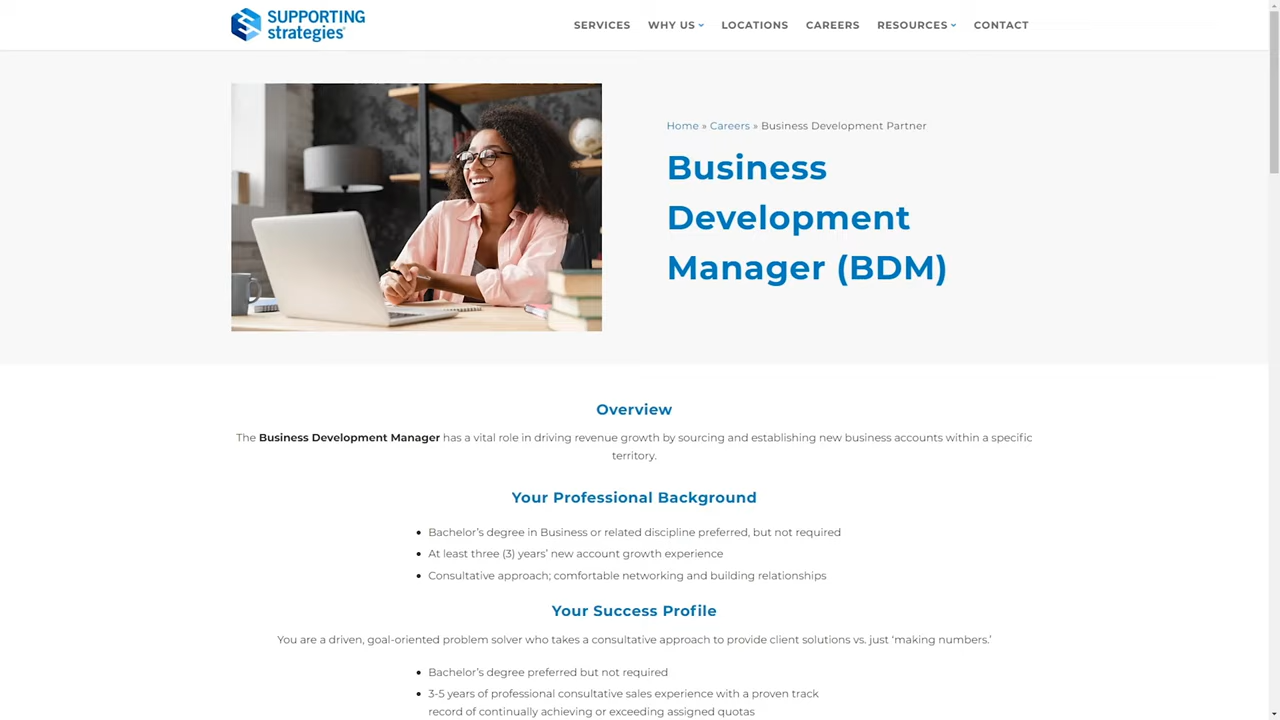 SUPPORTING
strategies
SERVICES WHY US LOCATIONS CAREERS RESOURCES CONTACT
Home » Careers » Business Development Partner
Business
Development
Manager (BDM)
Overview
The Business Development Manager has a vital role in driving revenue growth by sourcing and establishing new business accounts within a specific
territory.
Your Professional Background
• Bachelor’s degree in Business or related discipline preferred, but not required
• At least three (3) years’ new account growth experience
• Consultative approach; comfortable networking and building relationships
Your Success Profile
You are a driven, goal-oriented problem solver who takes a consultative approach to provide client solutions vs. just ‘making numbers.’
• Bachelor’s degree preferred but not required
• 3-5 years of professional consultative sales experience with a proven track
record of continually achieving or exceeding assigned quotas